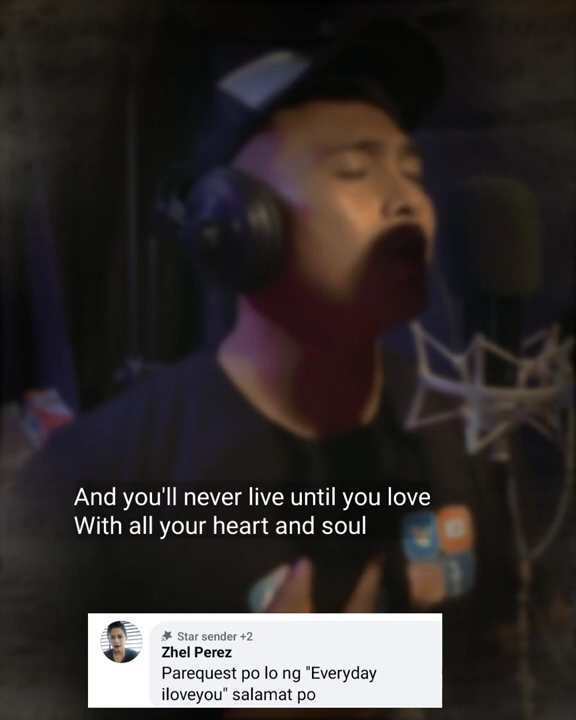 And you'll never live until you love
With all your heart and soul
Star sender +2
Zhel Perez
Parequest po lo ng "Everyday
iloveyou" salamat po